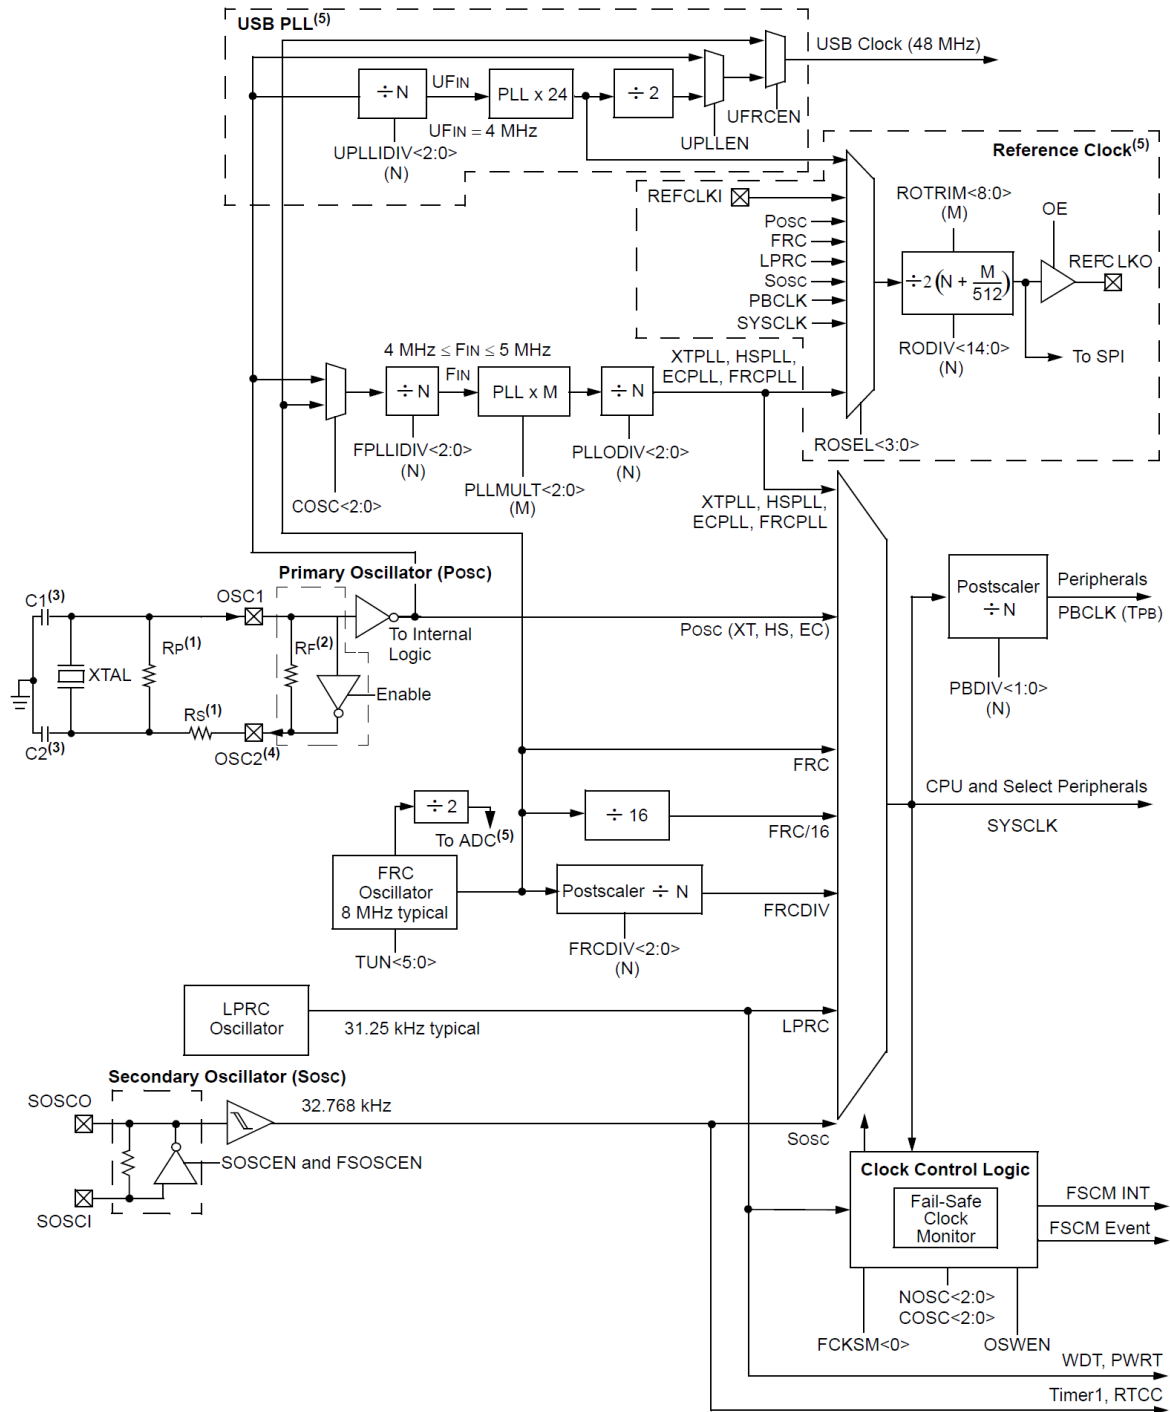 USB PLL(5)
USB Clock (48 MHz)
÷ N
UFIN
PLL x 24
÷ 2
UFRCEN
UFIN = 4 MHz
UPLLEN
UPLLIDIV<2:0>
(N)
Reference Clock(5)
REFCLKI
ROTRIM<8:0>
(M)
OE
POSC
FRC
LPRC
SOSC
PBCLK
SYSCLK
÷2(N + M/512)
REFCLKO
RODIV<14:0>
(N)
To SPI
ROSEL<3:0>
4 MHz ≤ FIN ≤ 5 MHz
FIN
XTPLL, HSPLL,
ECPLL, FRCPLL
÷ N
PLL x M
÷ N
FPLLIDIV<2:0>
(N)
PLLODIV<2:0>
(N)
PLLMULT<2:0>
(M)
COSC<2:0>
XTPLL, HSPLL,
ECPLL, FRCPLL
Primary Oscillator (POSC)
C1(3)
OSC1
XTAL
RP(1)
RF(2)
To Internal
Logic
Enable
RS(1)
C2(3)
OSC2(4)
POSC (XT, HS, EC)
Postscaler
÷ N
Peripherals
PBCLK (TPB)
PBDIV<1:0>
(N)
FRC
CPU and Select Peripherals
SYSCLK
÷ 2
To ADC(5)
÷ 16
FRC/16
FRC
Oscillator
8 MHz typical
Postscaler ÷ N
FRCDIV
TUN<5:0>
FRCDIV<2:0>
(N)
LPRC
Oscillator
31.25 kHz typical
LPRC
Secondary Oscillator (SOSC)
SOSCO
32.768 kHz
SOSCEN and FSOSCEN
SOSCI
SOSC
Clock Control Logic
Fail-Safe
Clock
Monitor
FSCM INT
FSCM Event
NOSC<2:0>
COSC<2:0>
FCKSM<0>
OSWEN
WDT, PWRT
Timer1, RTCC